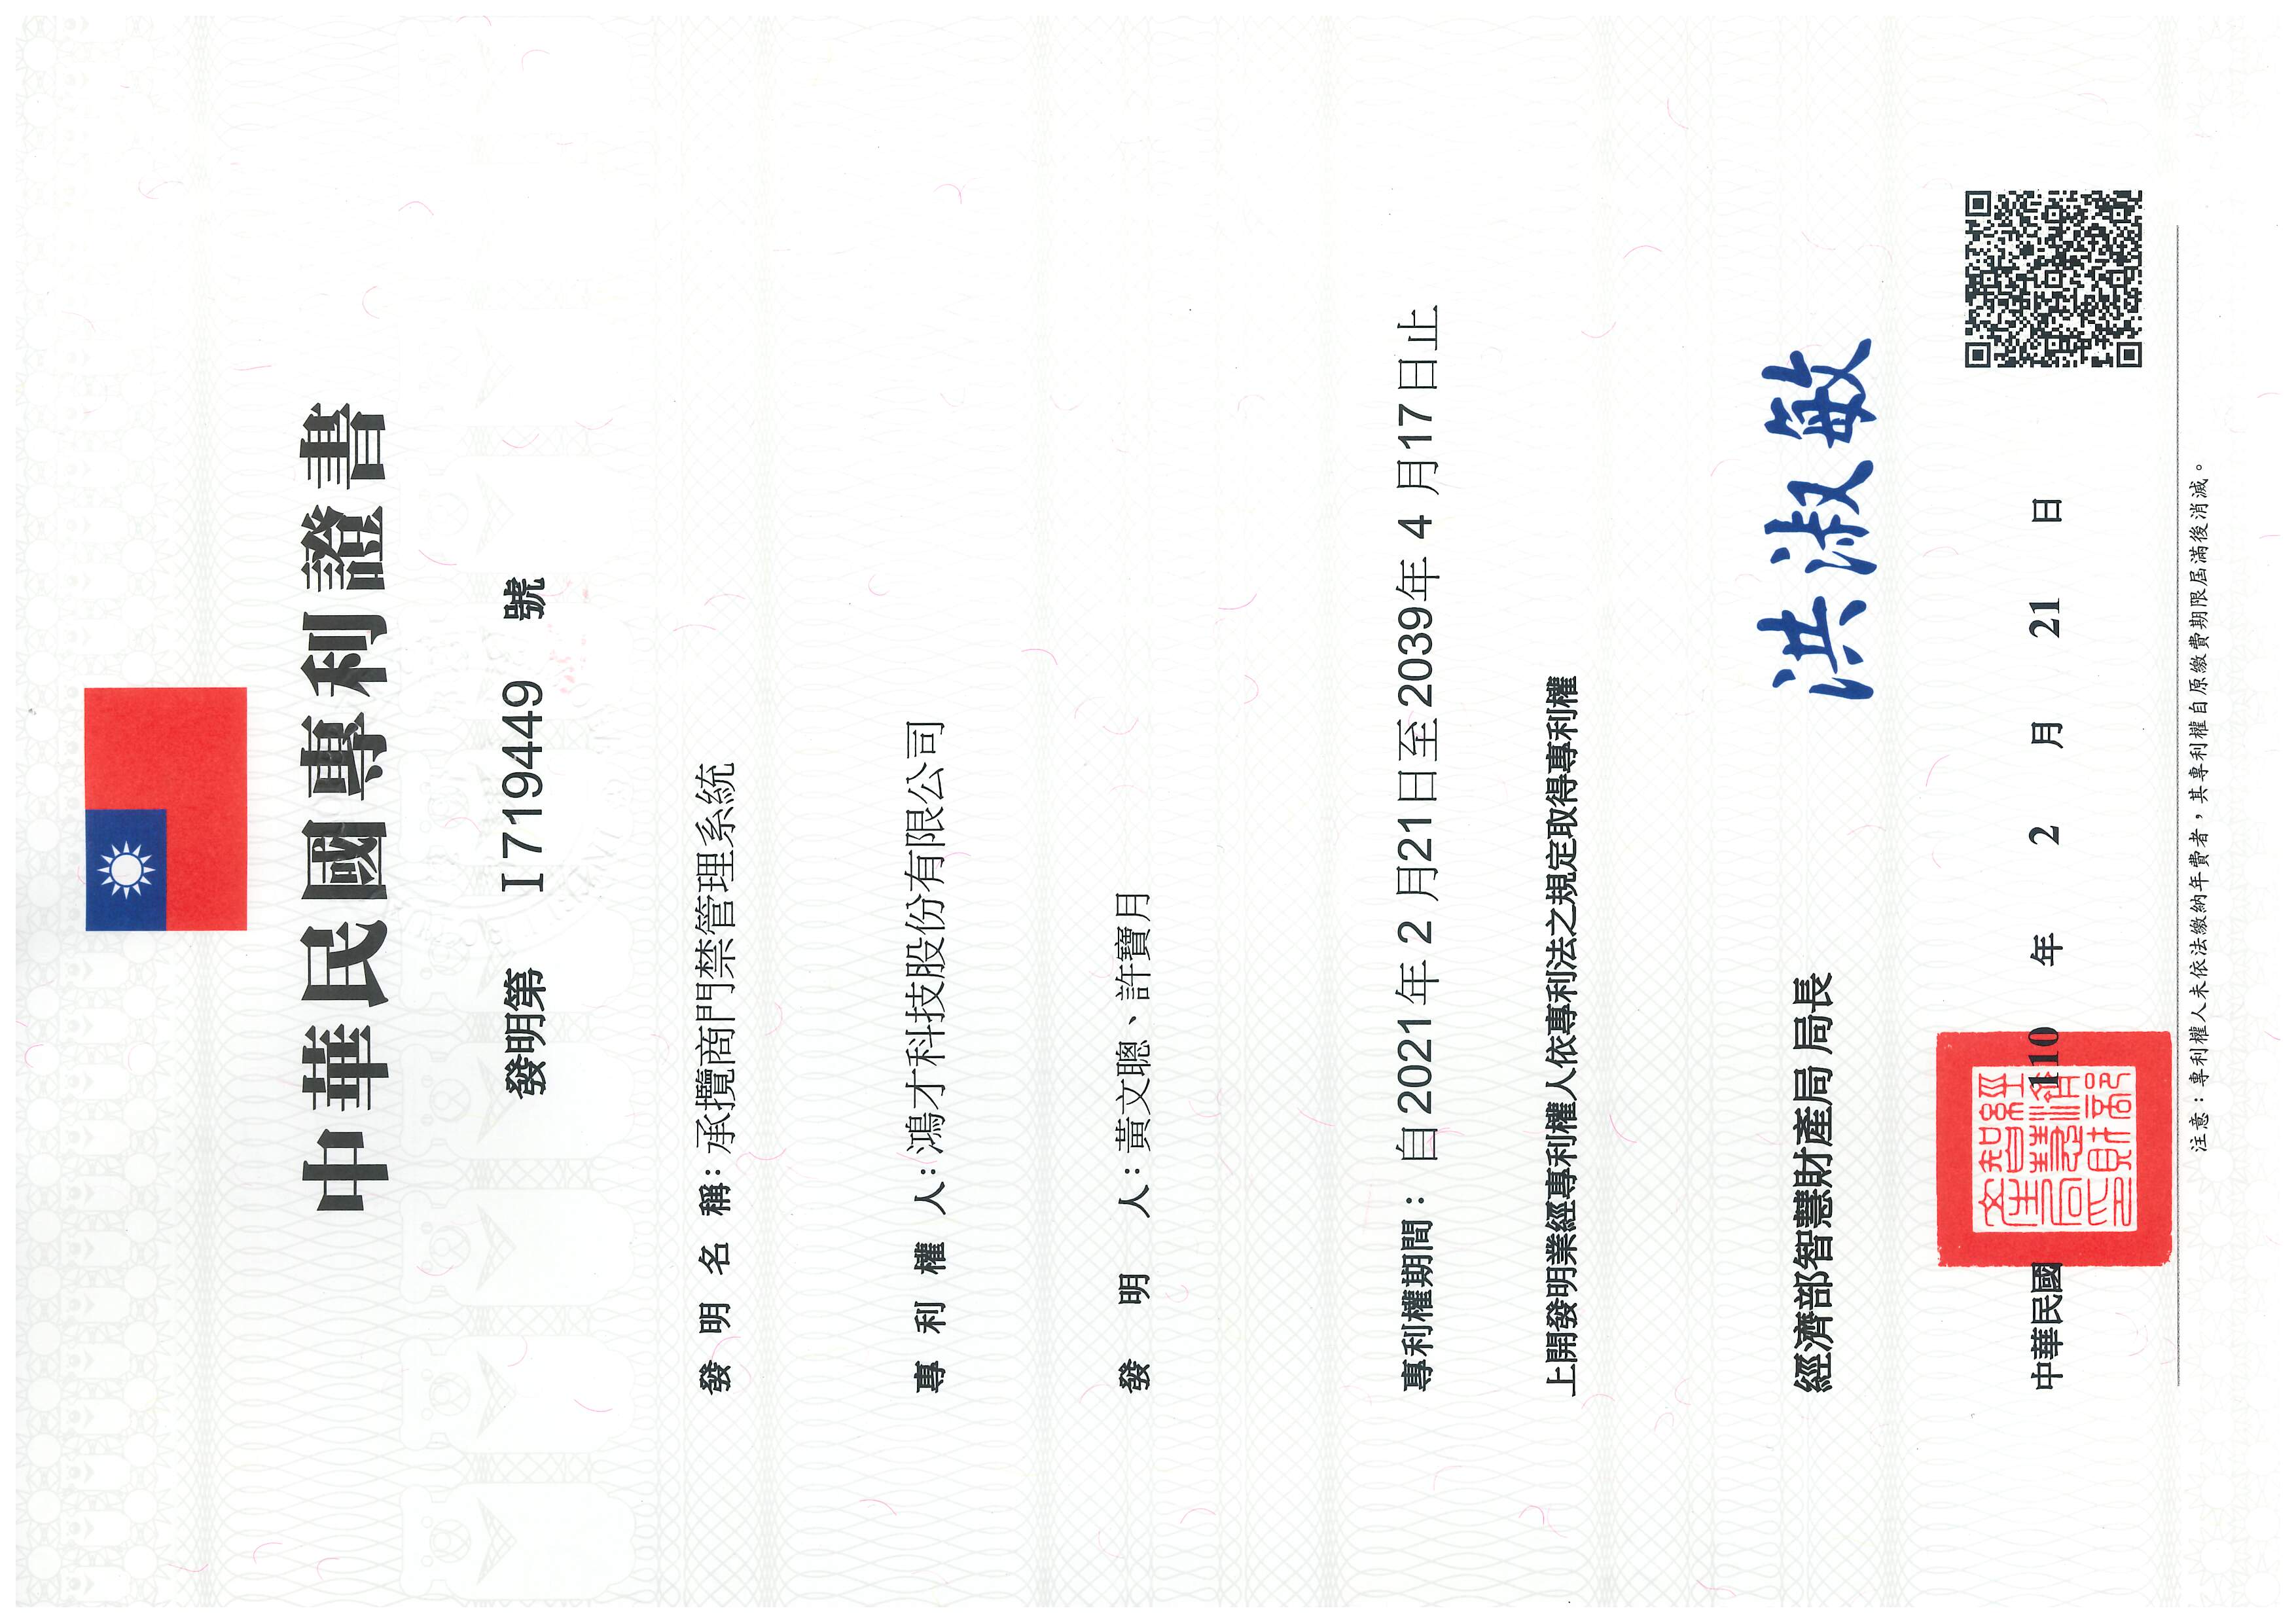 中華民國專利證書
發明第 I 719449 號
發明名稱：承攬商門禁管理系統
專利權人：鴻才科技股份有限公司
發明人：黃文聰、許寶月
專利權期間： 自2021年 2 月21日至2039年 4 月17日止
上開發明業經專利權人依專利法之規定取得專利權
經濟部智慧財產局 局長 洪淑敏
經濟部智慧財產局印
中華民國 110 年 2 月 21 日
注意：專利權人未依法繳納年費者，其專利權自原繳費期限屆滿後消滅。